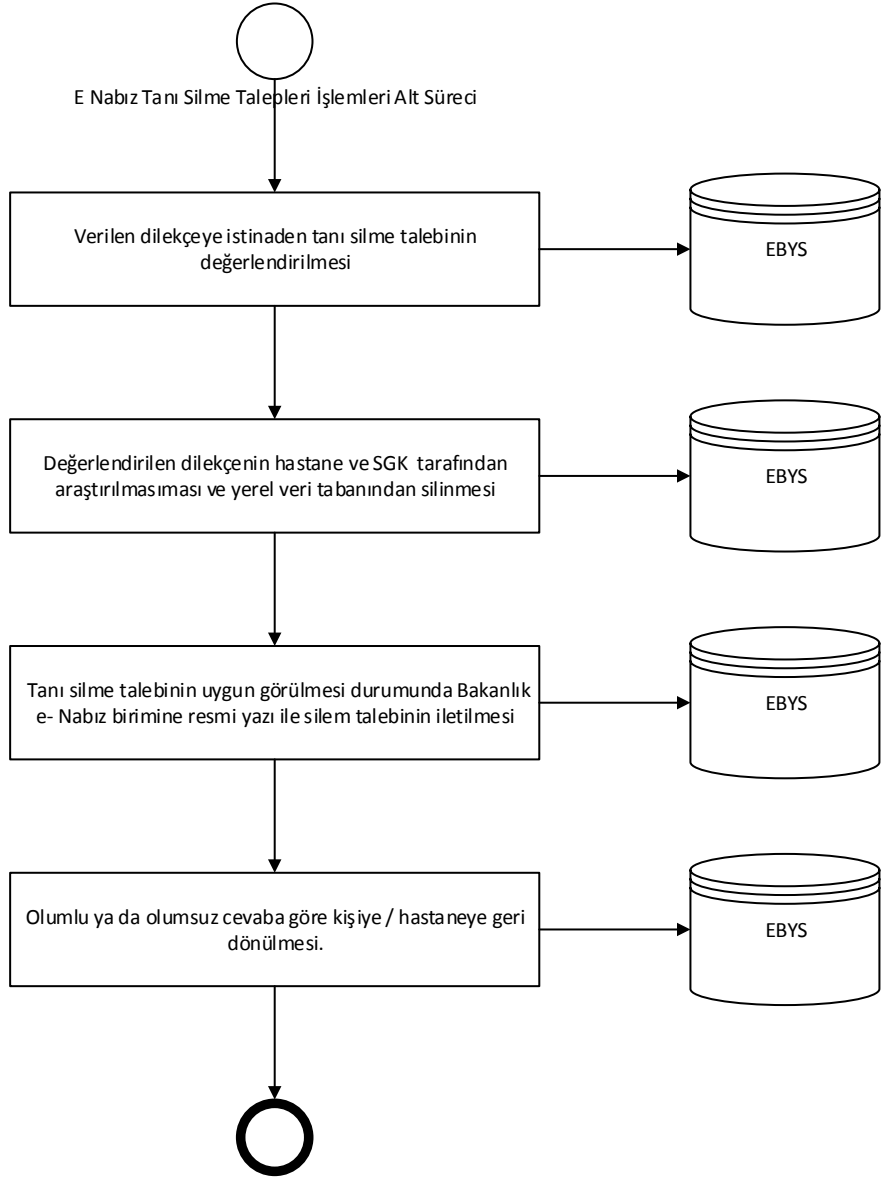 E Nabız Tanı Silme Talepleri İşlemleri Alt Süreci
Verilen dilekçeye istinaden tanı silme talebinin
değerlendirilmesi
EBYS
Değerlendirilen dilekçenin hastane ve SGK tarafından
araştırılmasıması ve yerel veri tabanından silinmesi
EBYS
Tanı silme talebinin uygun görülmesi durumunda Bakanlık
e- Nabız birimine resmi yazı ile silem talebinin iletilmesi
EBYS
Olumlu ya da olumsuz cevaba göre kişiye / hastaneye geri
dönülmesi.
EBYS